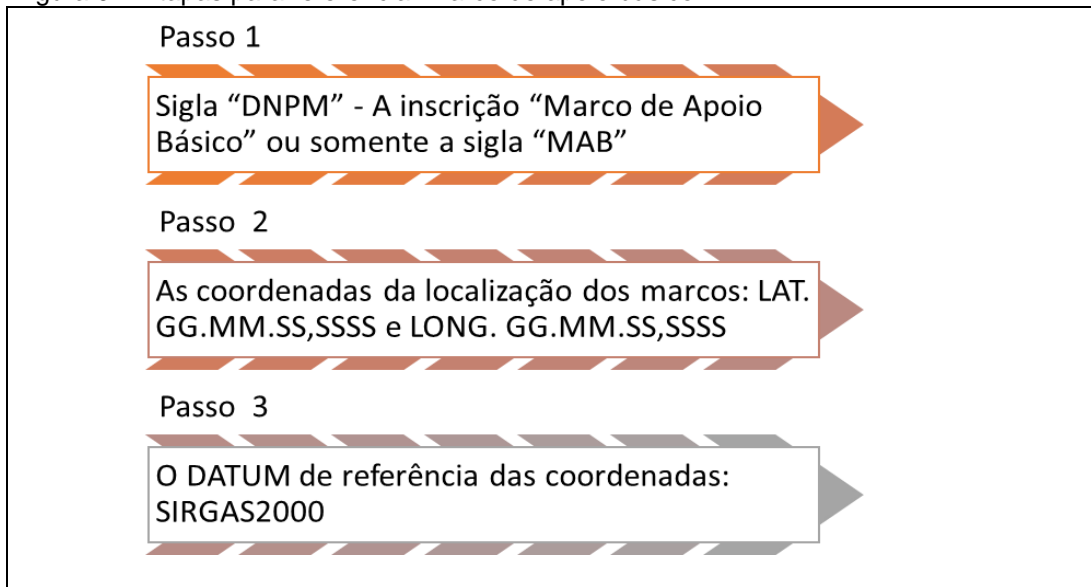 Passo 1
Sigla “DNPM” - A inscrição “Marco de Apoio
Básico” ou somente a sigla “MAB”
Passo 2
As coordenadas da localização dos marcos: LAT.
GG.MM.SS,SSSS e LONG. GG.MM.SS,SSSS
Passo 3
O DATUM de referência das coordenadas:
SIRGAS2000